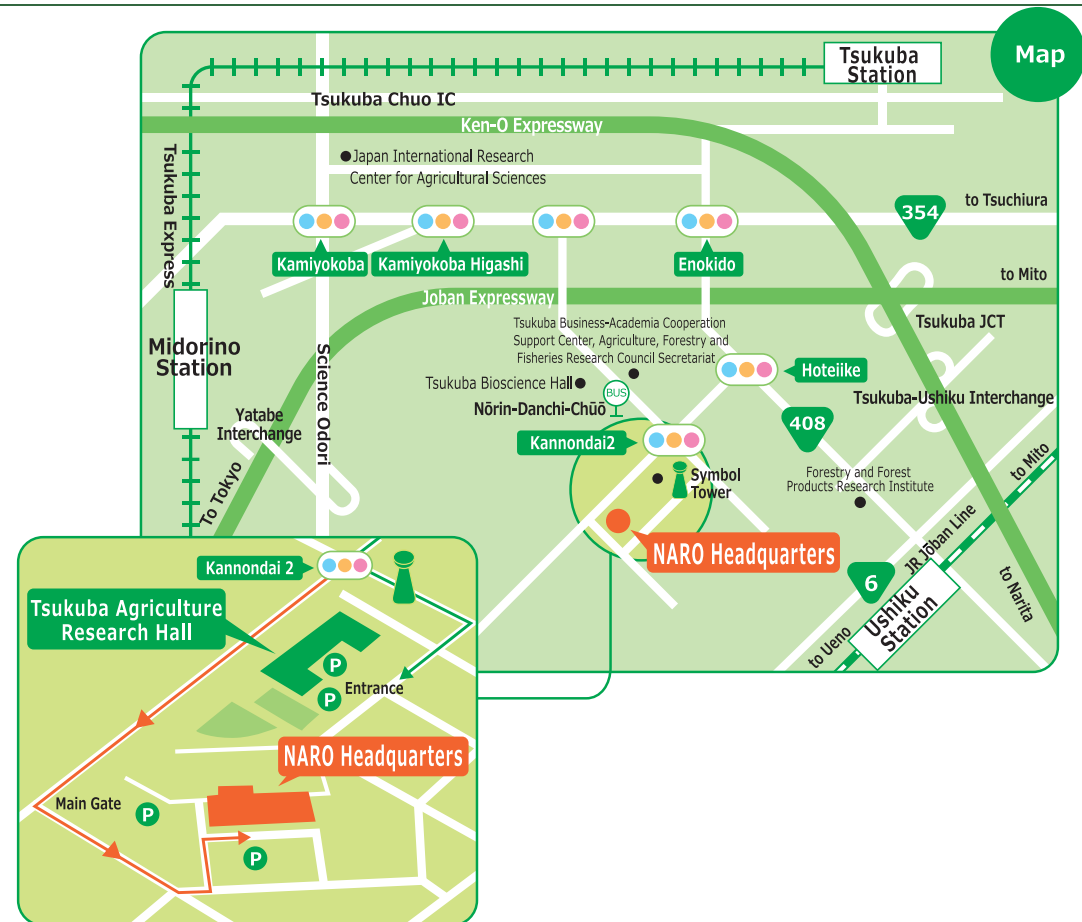 Map
Tsukuba
Station
Tsukuba Chuo IC
Ken-O Expressway
Tsukuba Express
Japan International Research
Center for Agricultural Sciences
354
to Tsuchiura
Kamiyokoba
Kamiyokoba Higashi
Enokido
to Mito
Joban Expressway
Tsukuba JCT
Midorino
Station
Science Odori
Tsukuba Business-Academia Cooperation
Support Center, Agriculture, Forestry and
Fisheries Research Council Secretariat
Hoteiike
Tsukuba Bioscience Hall
BUS
Nōrin-Danchi-Chūō
Tsukuba-Ushiku Interchange
Yatabe
Interchange
408
Kannondai2
to Mito
To Tokyo
Symbol
Tower
Forestry and Forest
Products Research Institute
NARO Headquarters
JR Jōban Line
6
Ushiku
Station
to Narita
to Ueno
Kannondai 2
Tsukuba Agriculture
Research Hall
P
P
Entrance
NARO Headquarters
Main Gate
P
P